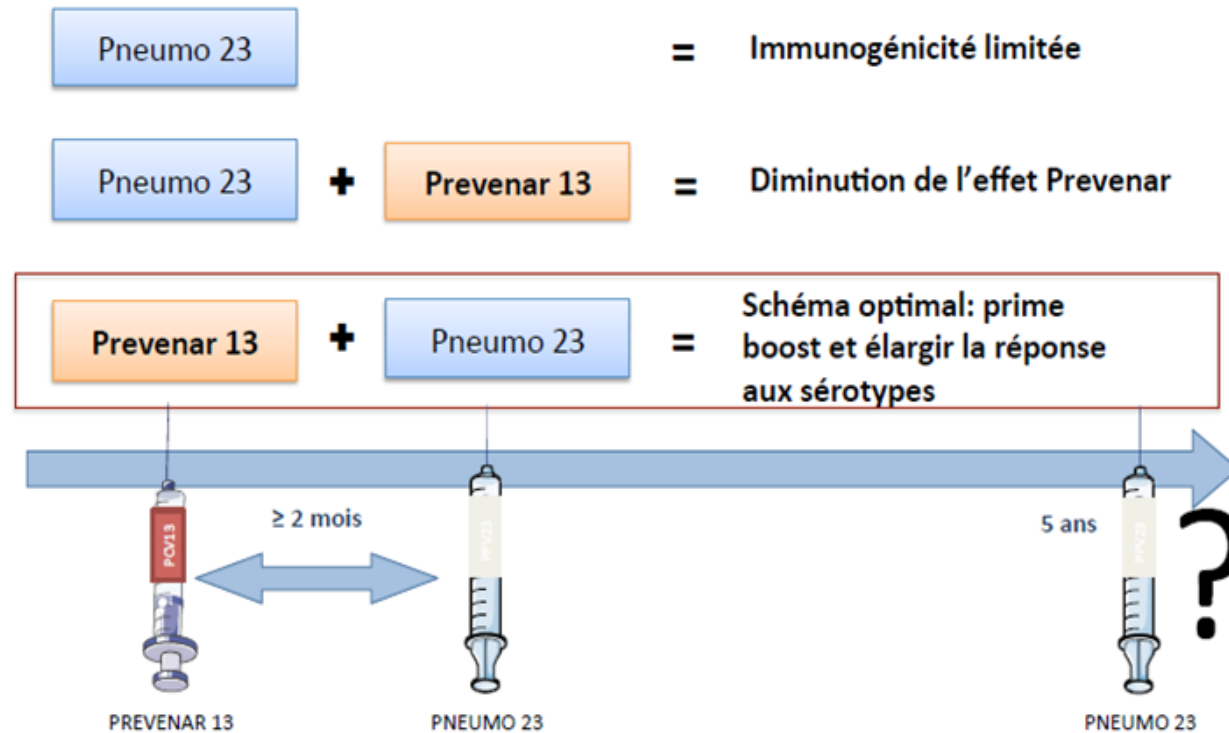 Pneumo 23 = Immunogénicité limitée
Pneumo 23 + Prevenar 13 = Diminution de l'effet Prevenar
Prevenar 13 + Pneumo 23 = Schéma optimal: prime
boost et élargir la réponse
aux sérotypes
≥ 2 mois
5 ans
?
PCV13
PPV23
PPV23
PREVENAR 13
PNEUMO 23
PNEUMO 23